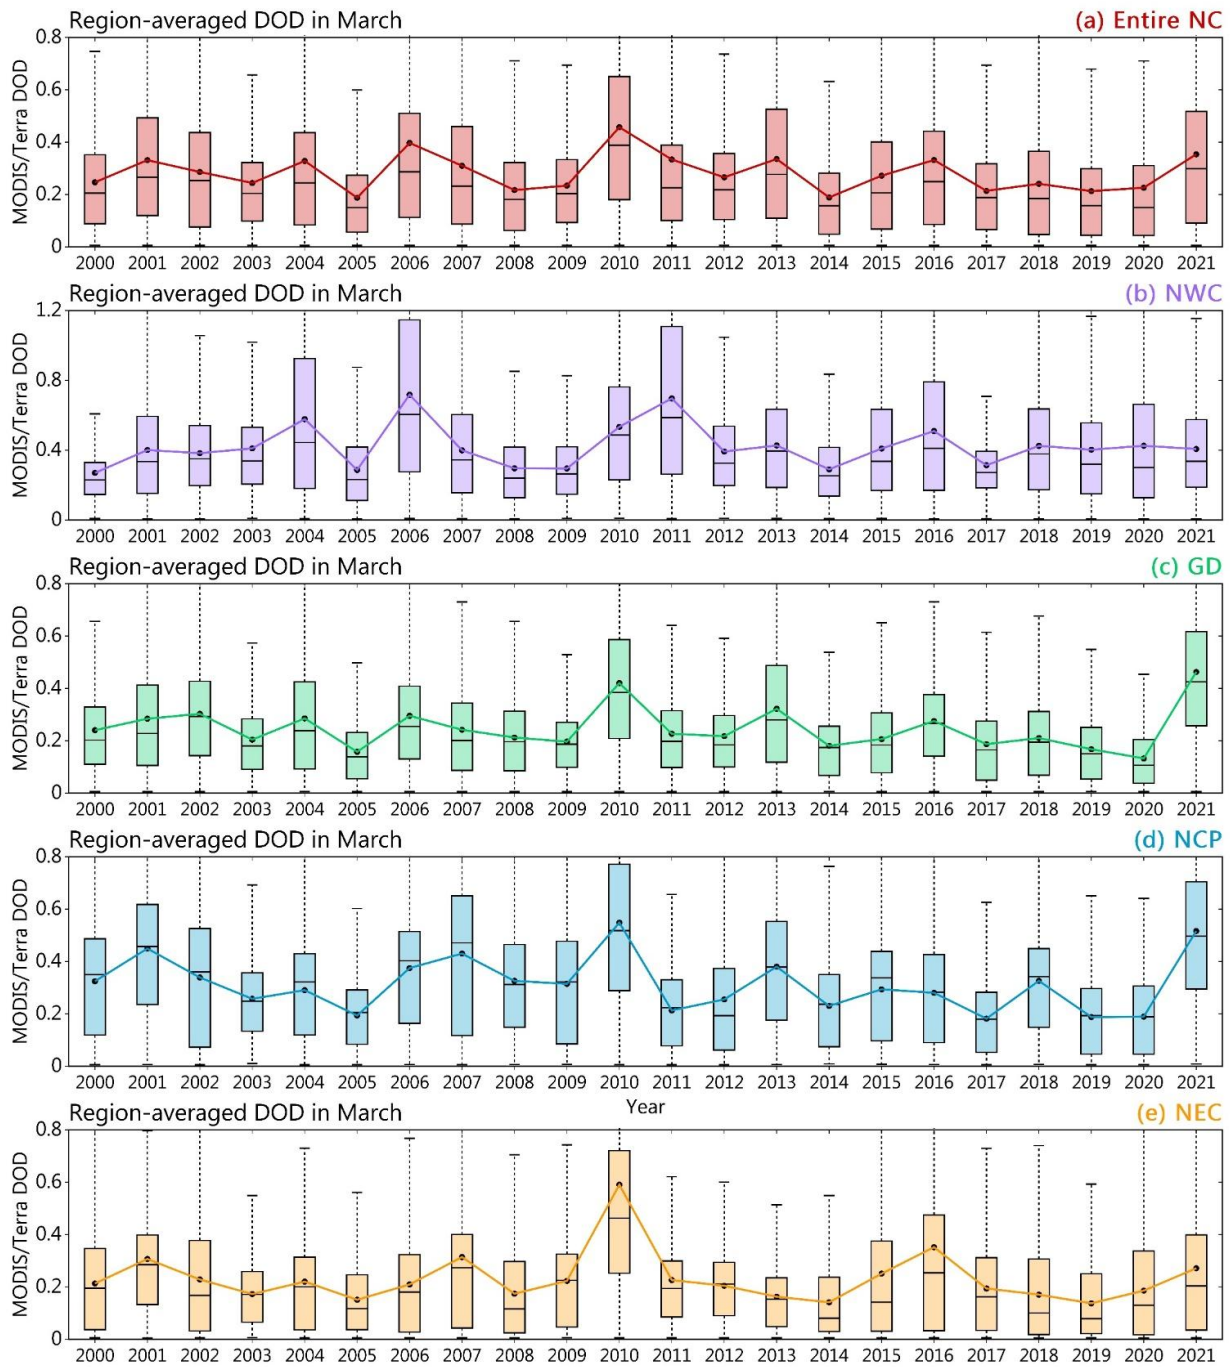 Region-averaged DOD in March (a) Entire NC
MODIS/Terra DOD
0.8
0.6
0.4
0.2
0
2000 2001 2002 2003 2004 2005 2006 2007 2008 2009 2010 2011 2012 2013 2014 2015 2016 2017 2018 2019 2020 2021
Region-averaged DOD in March (b) NWC
MODIS/Terra DOD
1.2
0.8
0.4
0
2000 2001 2002 2003 2004 2005 2006 2007 2008 2009 2010 2011 2012 2013 2014 2015 2016 2017 2018 2019 2020 2021
Region-averaged DOD in March (c) GD
MODIS/Terra DOD
0.8
0.6
0.4
0.2
0
2000 2001 2002 2003 2004 2005 2006 2007 2008 2009 2010 2011 2012 2013 2014 2015 2016 2017 2018 2019 2020 2021
Region-averaged DOD in March (d) NCP
MODIS/Terra DOD
0.8
0.6
0.4
0.2
0
2000 2001 2002 2003 2004 2005 2006 2007 2008 2009 2010 2011 2012 2013 2014 2015 2016 2017 2018 2019 2020 2021
Year
Region-averaged DOD in March (e) NEC
MODIS/Terra DOD
0.8
0.6
0.4
0.2
0
2000 2001 2002 2003 2004 2005 2006 2007 2008 2009 2010 2011 2012 2013 2014 2015 2016 2017 2018 2019 2020 2021